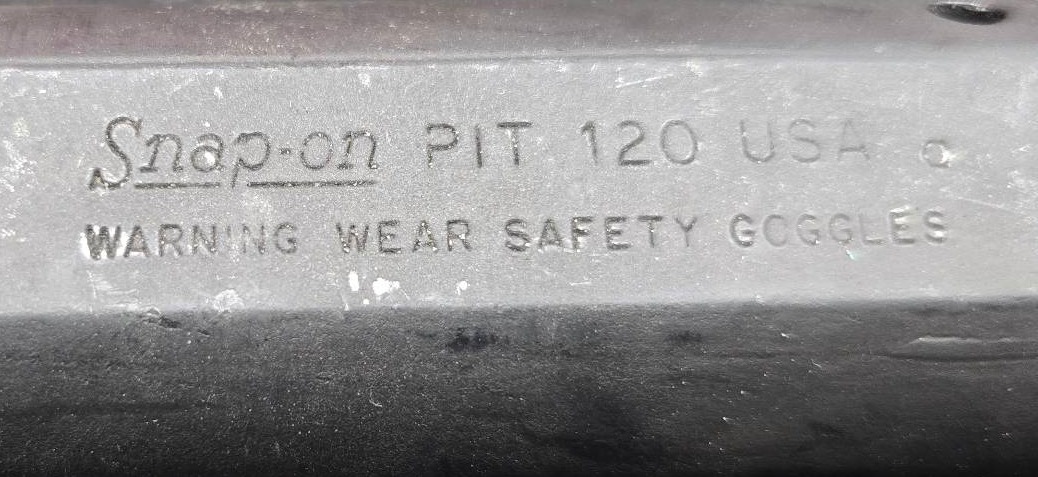 Snap-on PIT 120 USA
WARNING WEAR SAFETY GOGGLES